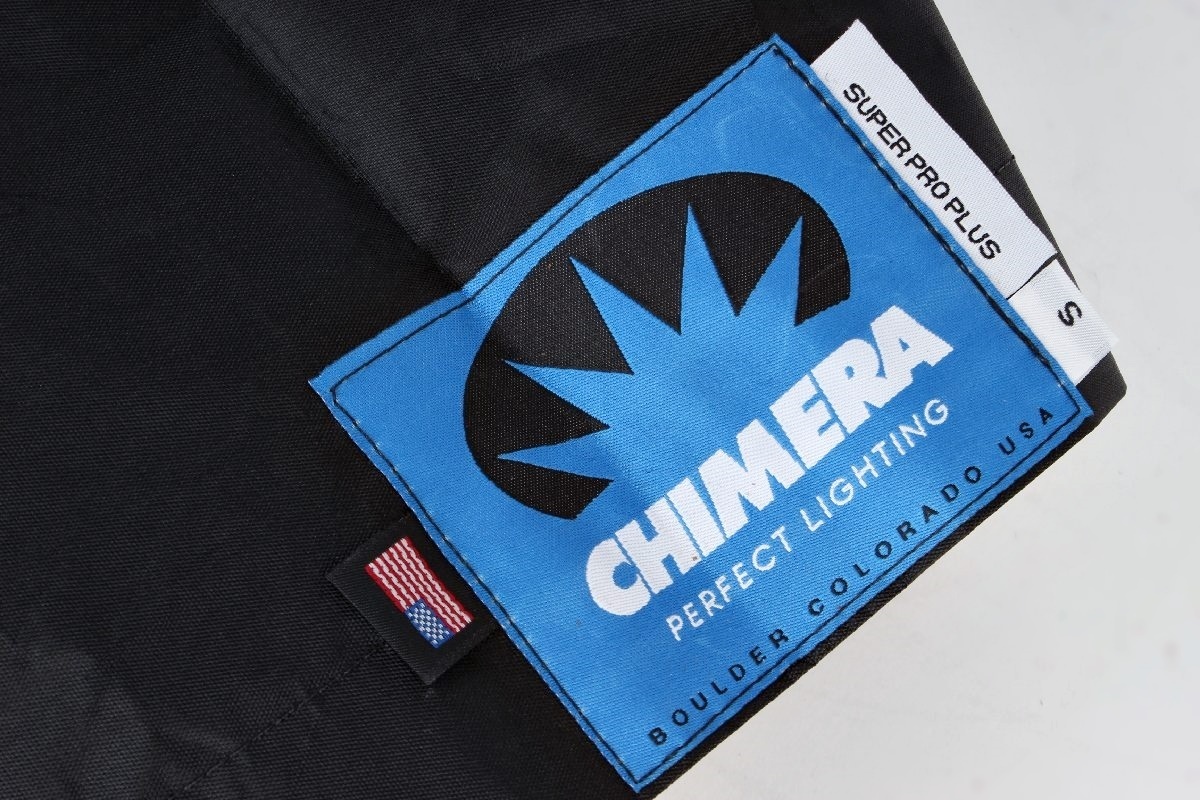 SUPER PRO PLUS
S
CHIMERA
PERFECT LIGHTING
BOULDER COLORADO USA